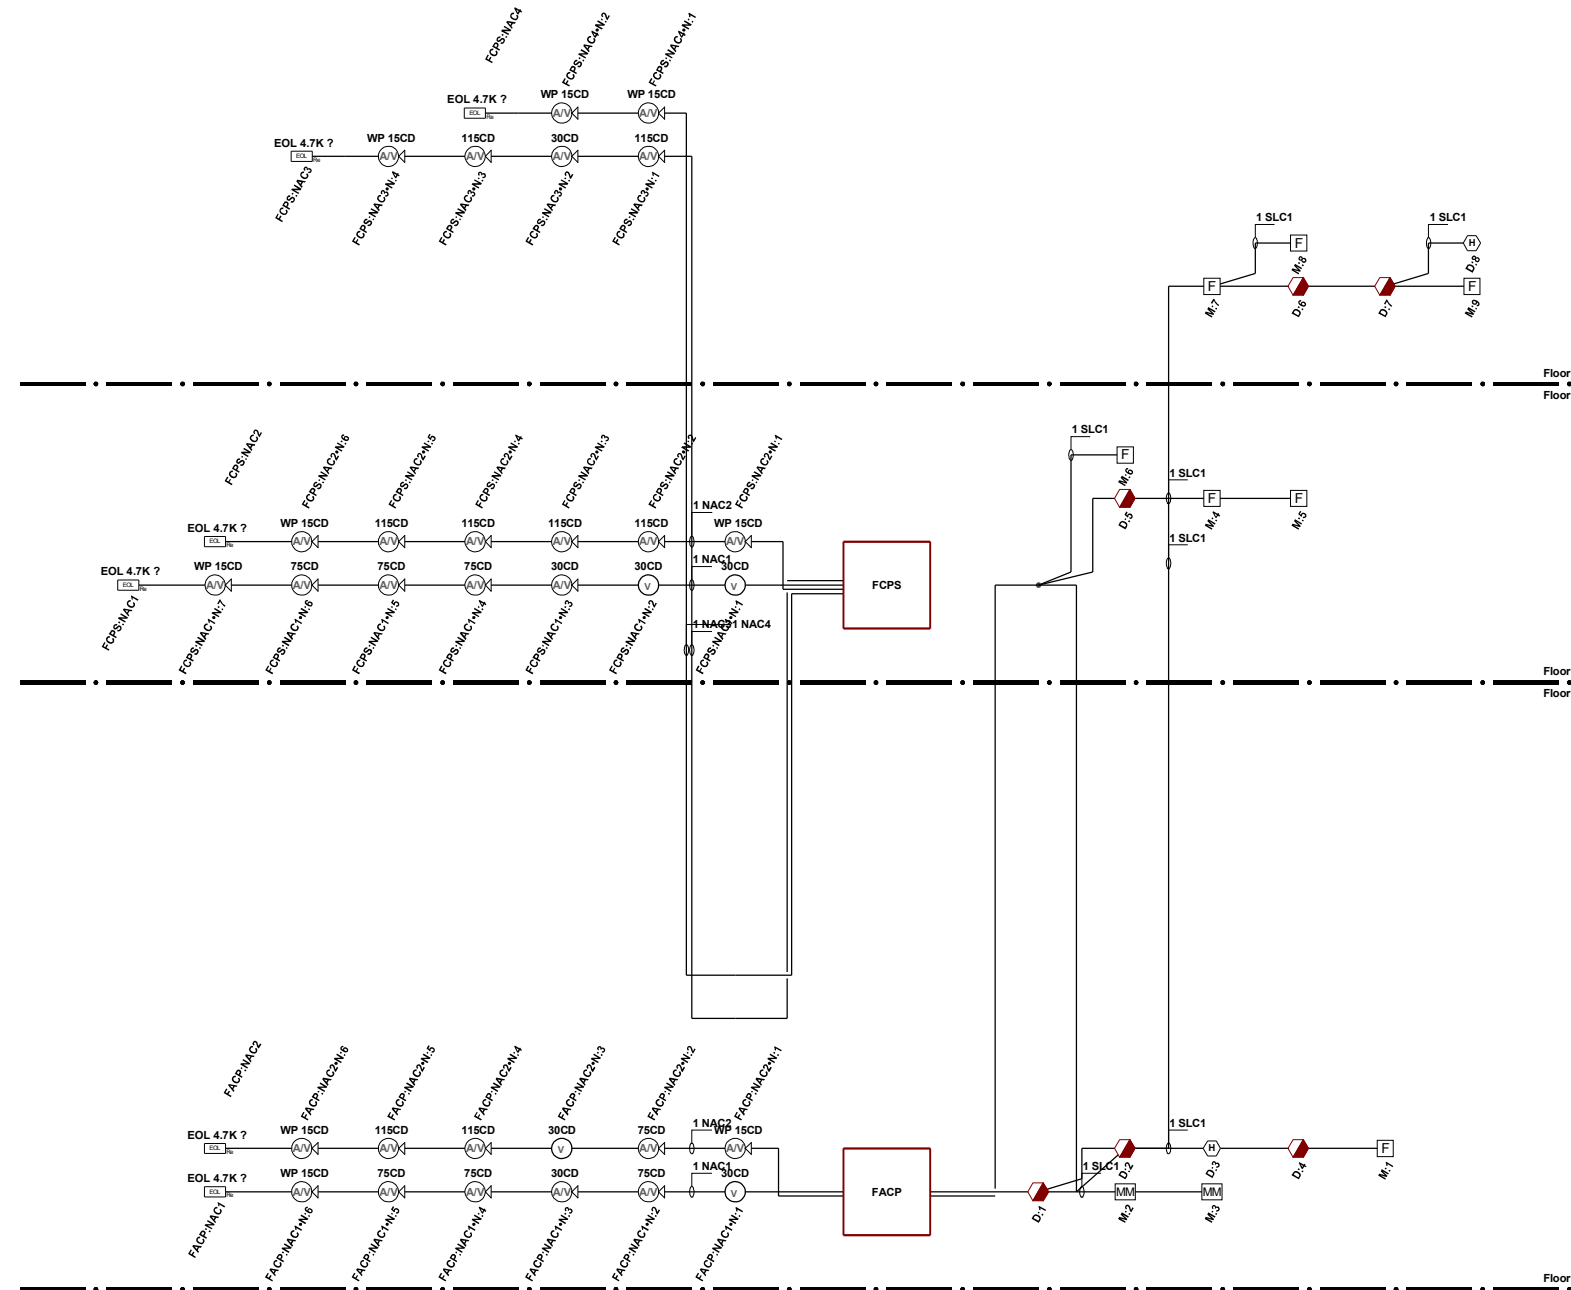 FCPS:NAC4
FCPS:NAC4•N:2
FCPS:NAC4•N:1
EOL 4.7K ?
WP 15CD
WP 15CD
EOL
A/V
A/V
EOL 4.7K ?
WP 15CD
115CD
30CD
115CD
EOL
A/V
A/V
A/V
A/V
FCPS:NAC3
FCPS:NAC3•N:4
FCPS:NAC3•N:3
FCPS:NAC3•N:2
FCPS:NAC3•N:1
1 SLC1
1 SLC1
F
H
M:8
D:8
F
F
M:7
D:6
D:7
M:9
Floor
Floor
FCPS:NAC2
FCPS:NAC2•N:6
FCPS:NAC2•N:5
FCPS:NAC2•N:4
FCPS:NAC2•N:3
FCPS:NAC2•N:2
FCPS:NAC2•N:1
1 SLC1
F
M:6
1 SLC1
F
F
D:5
M:4
M:5
1 SLC1
1 NAC2
EOL 4.7K ?
WP 15CD
115CD
115CD
115CD
115CD
WP 15CD
EOL
A/V
A/V
A/V
A/V
A/V
A/V
1 NAC1
EOL 4.7K ?
WP 15CD
75CD
75CD
75CD
30CD
30CD
30CD
EOL
A/V
A/V
A/V
A/V
A/V
V
V
FCPS
FCPS:NAC1
FCPS:NAC1•N:7
FCPS:NAC1•N:6
FCPS:NAC1•N:5
FCPS:NAC1•N:4
FCPS:NAC1•N:3
FCPS:NAC1•N:2
FCPS:NAC1•N:1
1 NAC3
1 NAC4
Floor
Floor
FACP:NAC2
FACP:NAC2•N:6
FACP:NAC2•N:5
FACP:NAC2•N:4
FACP:NAC2•N:3
FACP:NAC2•N:2
FACP:NAC2•N:1
1 NAC2
EOL 4.7K ?
WP 15CD
115CD
115CD
30CD
75CD
WP 15CD
EOL
A/V
A/V
A/V
V
A/V
A/V
1 SLC1
H
F
D:2
D:3
D:4
M:1
1 NAC1
EOL 4.7K ?
WP 15CD
75CD
75CD
30CD
75CD
30CD
EOL
A/V
A/V
A/V
A/V
A/V
V
FACP
1 SLC1
MM
MM
D:1
M:2
M:3
FACP:NAC1
FACP:NAC1•N:6
FACP:NAC1•N:5
FACP:NAC1•N:4
FACP:NAC1•N:3
FACP:NAC1•N:2
FACP:NAC1•N:1
Floor